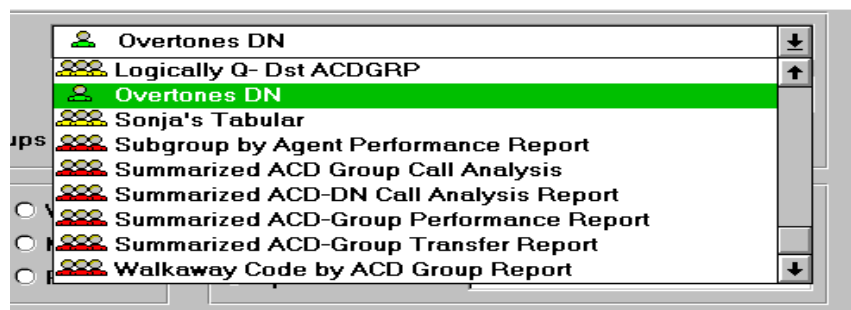 Overtones DN
Logically Q- Dst ACDGRP
Overtones DN
Sonja's Tabular
Subgroup by Agent Performance Report
Summarized ACD Group Call Analysis
Summarized ACD-DN Call Analysis Report
Summarized ACD-Group Performance Report
Summarized ACD-Group Transfer Report
Walkaway Code by ACD Group Report